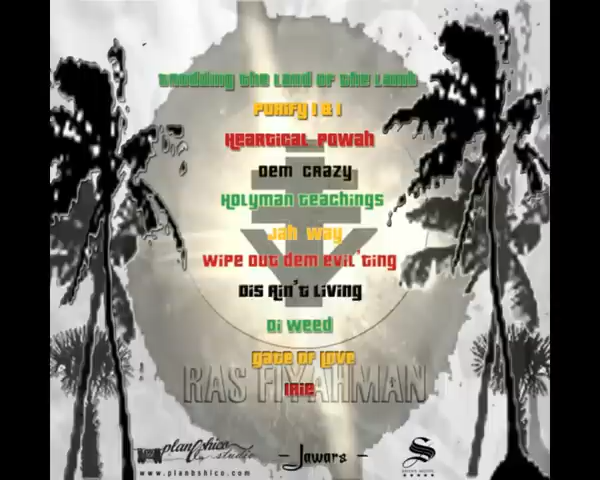 Trodding the Land of the Lamb
Purify I & I
Heartical Powah
Dem Crazy
Holyman Teachings
Jah Way
Wipe out dem evil'ting
Dis Ain't Living
Di Weed
Gate of Love
Irie
RAS FIYAHMAN
planbshico
studio
- Jawars -
www.planbshico.com